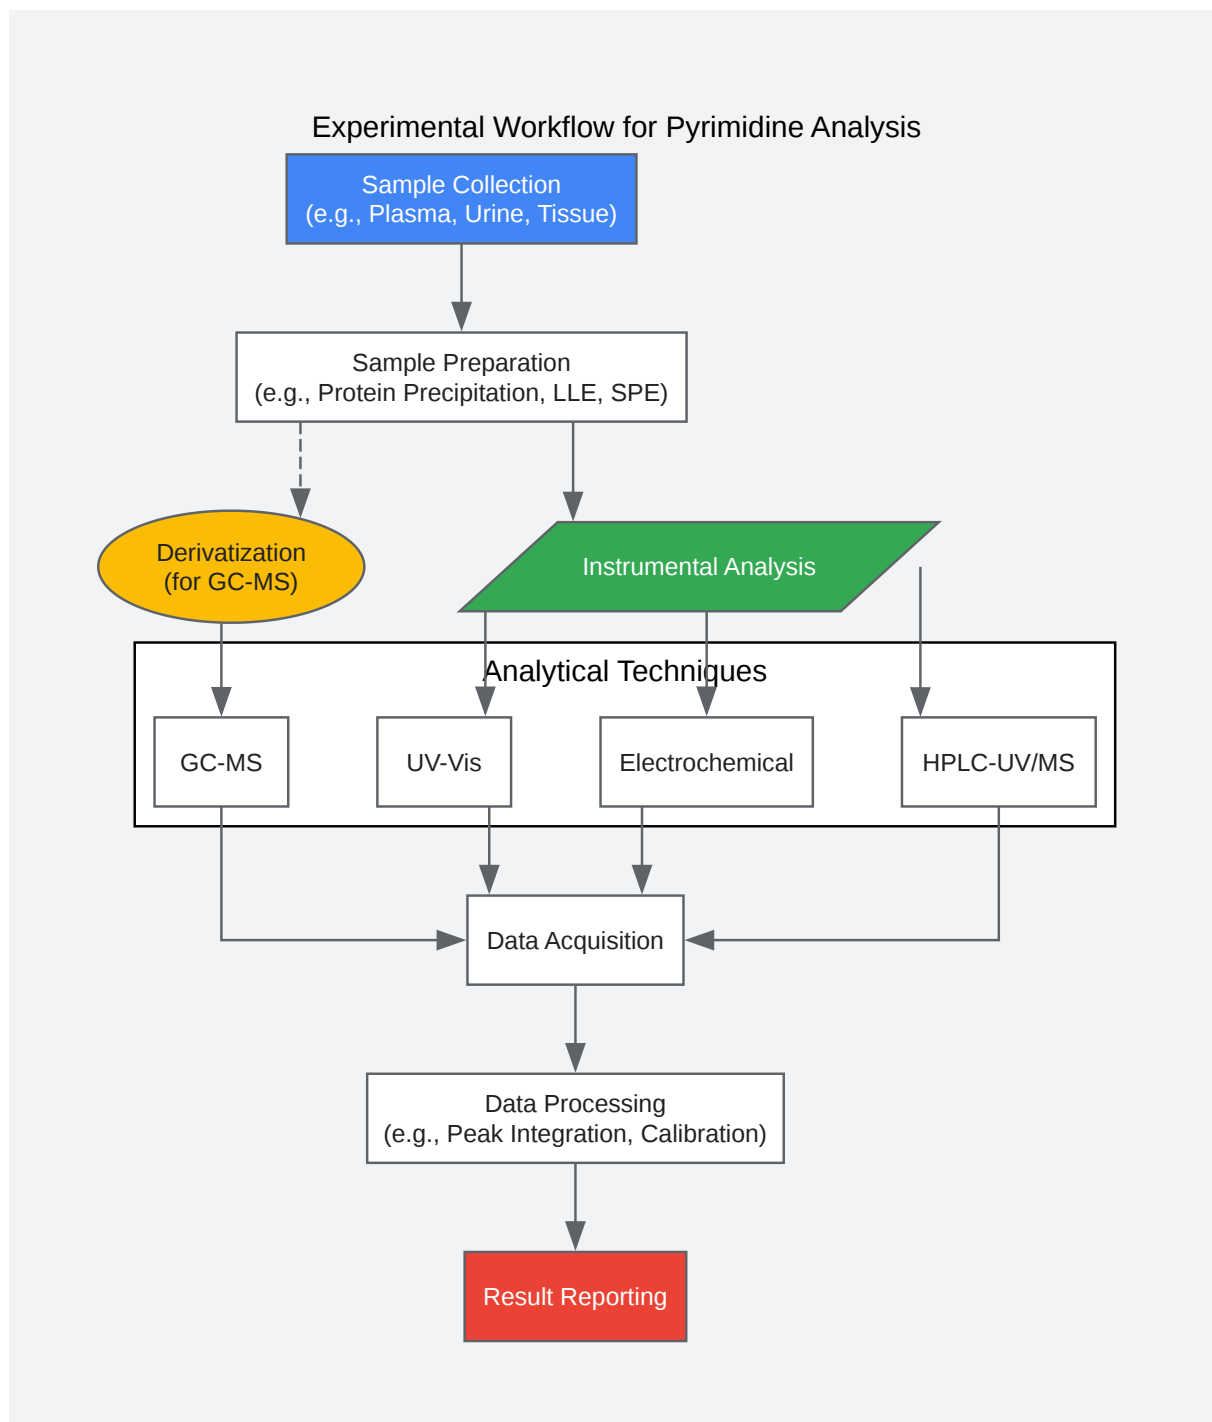 Experimental Workflow for Pyrimidine Analysis
Sample Collection
(e.g., Plasma, Urine, Tissue)
Sample Preparation
(e.g., Protein Precipitation, LLE, SPE)
Derivatization
(for GC-MS)
Instrumental Analysis
Analytical Techniques
GC-MS
UV-Vis
Electrochemical
HPLC-UV/MS
Data Acquisition
Data Processing
(e.g., Peak Integration, Calibration)
Result Reporting